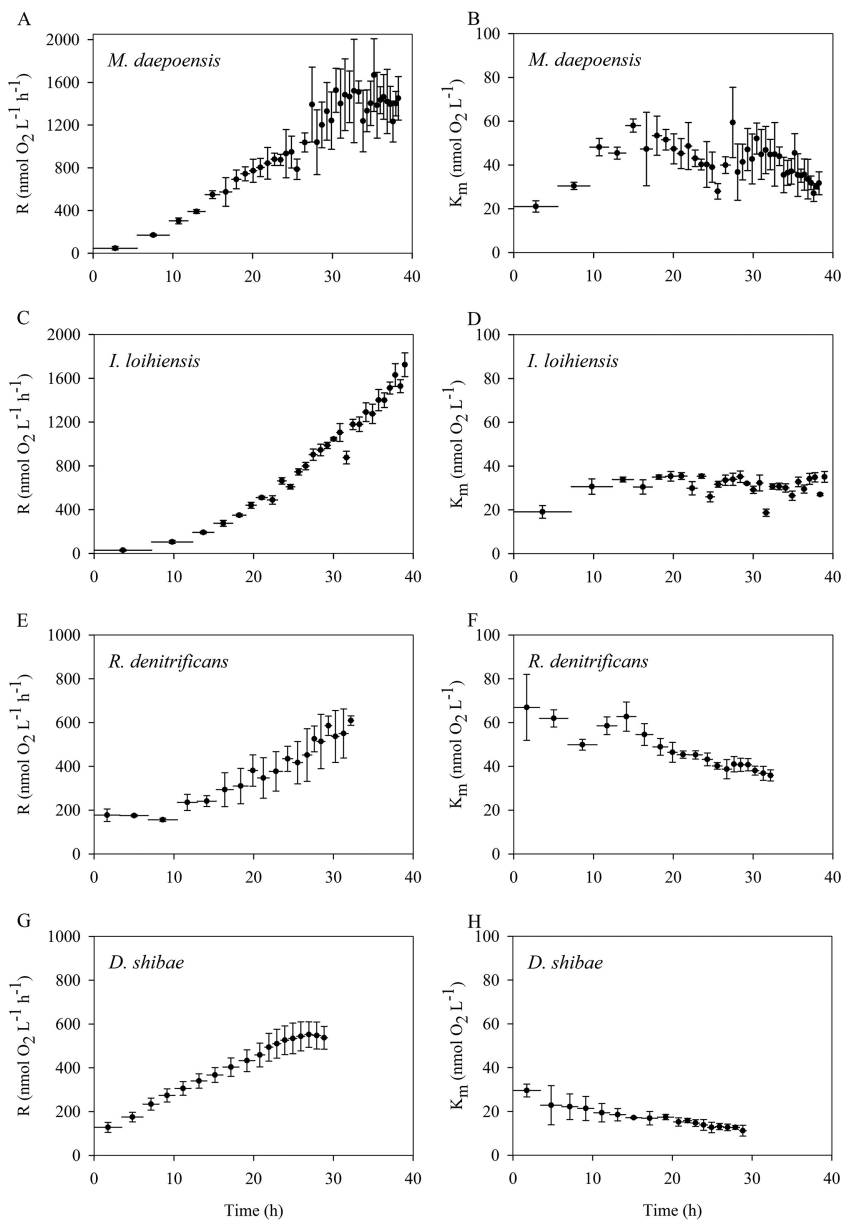 A
B
2000
1600
1200
800
400
0
R (nmol O2 L-1 h-1)
M. daepoensis
0 10 20 30 40
100
80
60
40
20
0
Km (nmol O2 L-1)
M. daepoensis
0 10 20 30 40
C
D
2000
1600
1200
800
400
0
R (nmol O2 L-1 h-1)
I. loihiensis
0 10 20 30 40
100
80
60
40
20
0
Km (nmol O2 L-1)
I. loihiensis
0 10 20 30 40
E
F
1000
800
600
400
200
0
R (nmol O2 L-1 h-1)
R. denitrificans
0 10 20 30 40
100
80
60
40
20
0
Km (nmol O2 L-1)
R. denitrificans
0 10 20 30 40
G
H
1000
800
600
400
200
0
R (nmol O2 L-1 h-1)
D. shibae
0 10 20 30 40
Time (h)
100
80
60
40
20
0
Km (nmol O2 L-1)
D. shibae
0 10 20 30 40
Time (h)